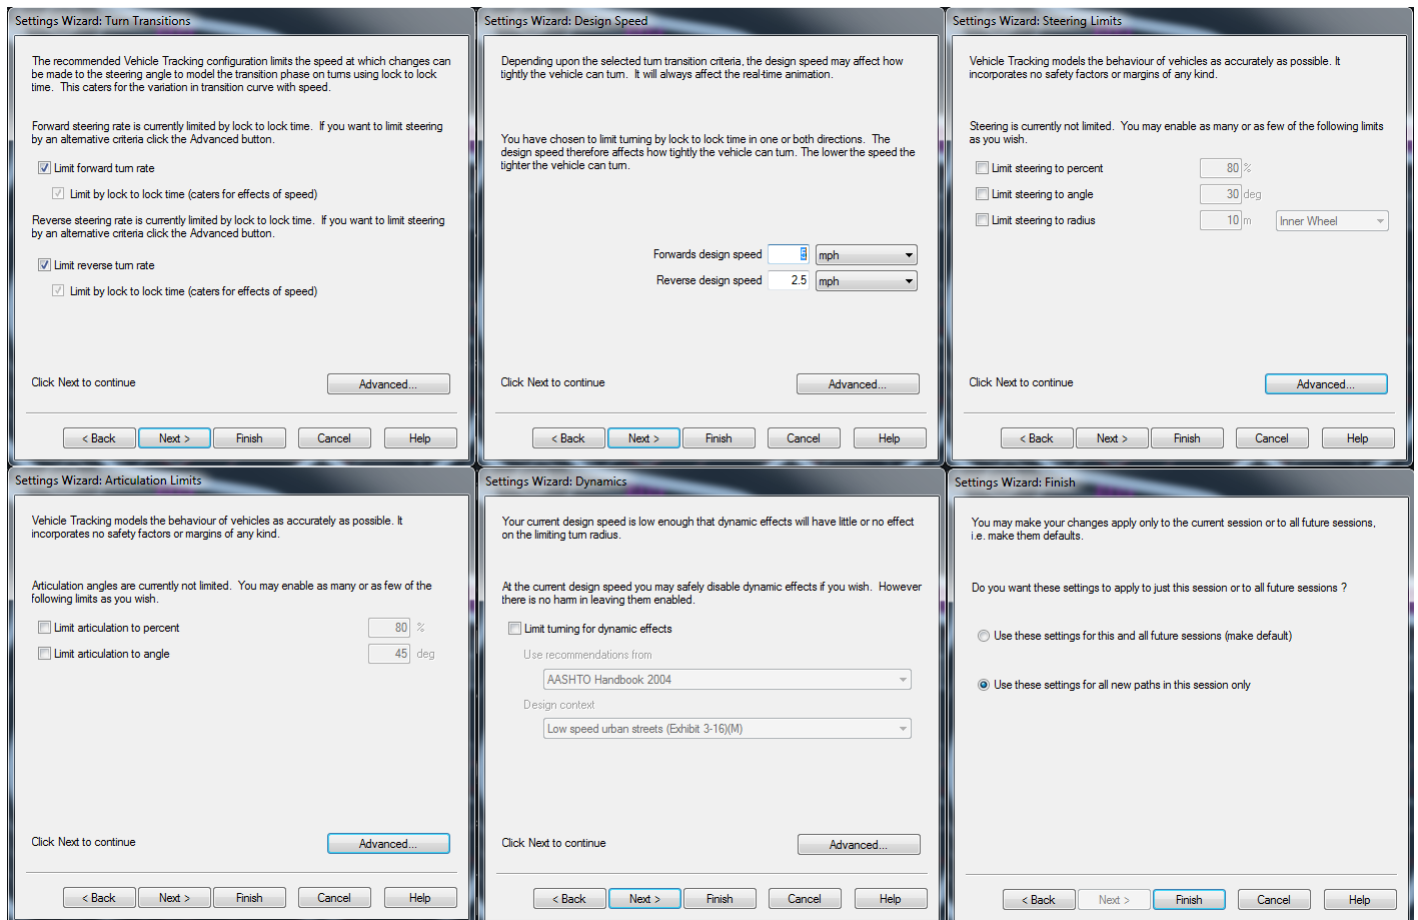 Settings Wizard: Turn Transitions
The recommended Vehicle Tracking configuration limits the speed at which changes can
be made to the steering angle to model the transition phase on turns using lock to lock
time.  This caters for the variation in transition curve with speed.
Forward steering rate is currently limited by lock to lock time.  If you want to limit steering
by an alternative criteria click the Advanced button.
Limit forward turn rate
Limit by lock to lock time (caters for effects of speed)
Reverse steering rate is currently limited by lock to lock time.  If you want to limit steering
by an alternative criteria click the Advanced button.
Limit reverse turn rate
Limit by lock to lock time (caters for effects of speed)
Click Next to continue
Advanced...
< Back
Next >
Finish
Cancel
Help
Settings Wizard: Design Speed
Depending upon the selected turn transition criteria, the design speed may affect how
tightly the vehicle can turn.  It will always affect the real-time animation.
You have chosen to limit turning by lock to lock time in one or both directions.  The
design speed therefore affects how tightly the vehicle can turn. The lower the speed the
tighter the vehicle can turn.
Forwards design speed 5 mph
Reverse design speed 2.5 mph
Click Next to continue
Advanced...
< Back
Next >
Finish
Cancel
Help
Settings Wizard: Steering Limits
Vehicle Tracking models the behaviour of vehicles as accurately as possible. It
incorporates no safety factors or margins of any kind.
Steering is currently not limited.  You may enable as many or as few of the following limits
as you wish.
Limit steering to percent 80 %
Limit steering to angle 30 deg
Limit steering to radius 10 m Inner Wheel
Click Next to continue
Advanced...
< Back
Next >
Finish
Cancel
Help
Settings Wizard: Articulation Limits
Vehicle Tracking models the behaviour of vehicles as accurately as possible. It
incorporates no safety factors or margins of any kind.
Articulation angles are currently not limited.  You may enable as many or as few of the
following limits as you wish.
Limit articulation to percent 80 %
Limit articulation to angle 45 deg
Click Next to continue
Advanced...
< Back
Next >
Finish
Cancel
Help
Settings Wizard: Dynamics
Your current design speed is low enough that dynamic effects will have little or no effect
on the limiting turn radius.
At the current design speed you may safely disable dynamic effects if you wish.  However
there is no harm in leaving them enabled.
Limit turning for dynamic effects
Use recommendations from
AASHTO Handbook 2004
Design context
Low speed urban streets (Exhibit 3-16)(M)
Click Next to continue
Advanced...
< Back
Next >
Finish
Cancel
Help
Settings Wizard: Finish
You may make your changes apply only to the current session or to all future sessions,
i.e. make them defaults.
Do you want these settings to apply to just this session or to all future sessions ?
Use these settings for this and all future sessions (make default)
Use these settings for all new paths in this session only
< Back
Next >
Finish
Cancel
Help